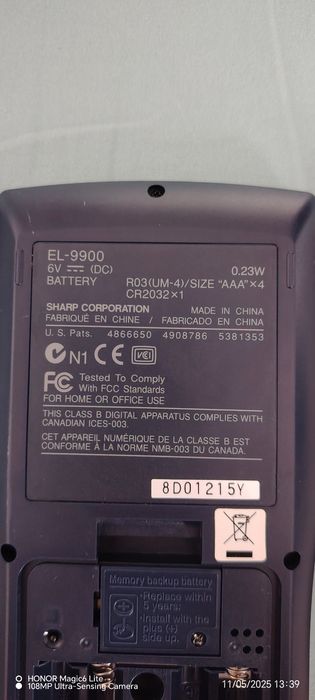 EL-9900
6V ⎓ (DC) 0.23W
BATTERY R03(UM-4)/SIZE "AAA"×4
CR2032×1
SHARP CORPORATION MADE IN CHINA
FABRIQUÉ EN CHINE / FABRICADO EN CHINA
U.S. Pats. 4866650 4908786 5381353
N1 CE VCI
FC Tested To Comply
With FCC Standards
FOR HOME OR OFFICE USE
THIS CLASS B DIGITAL APPARATUS COMPLIES WITH
CANADIAN ICES-003.
CET APPAREIL NUMÉRIQUE DE LA CLASSE B EST
CONFORME À LA NORME NMB-003 DU CANADA.
8D01215Y
Memory backup battery
•Replace within
5 years:
•Install with the
plus (+)
side up.
HONOR Magic6 Lite
108MP Ultra-Sensing Camera
11/05/2025 13:39